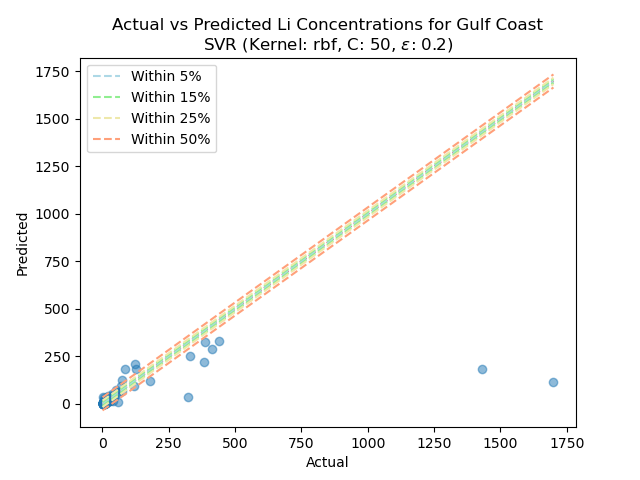 Actual vs Predicted Li Concentrations for Gulf Coast
SVR (Kernel: rbf, C: 50, ε: 0.2)
Within 5%
Within 15%
Within 25%
Within 50%
Predicted
1750
1500
1250
1000
750
500
250
0
0 250 500 750 1000 1250 1500 1750
Actual